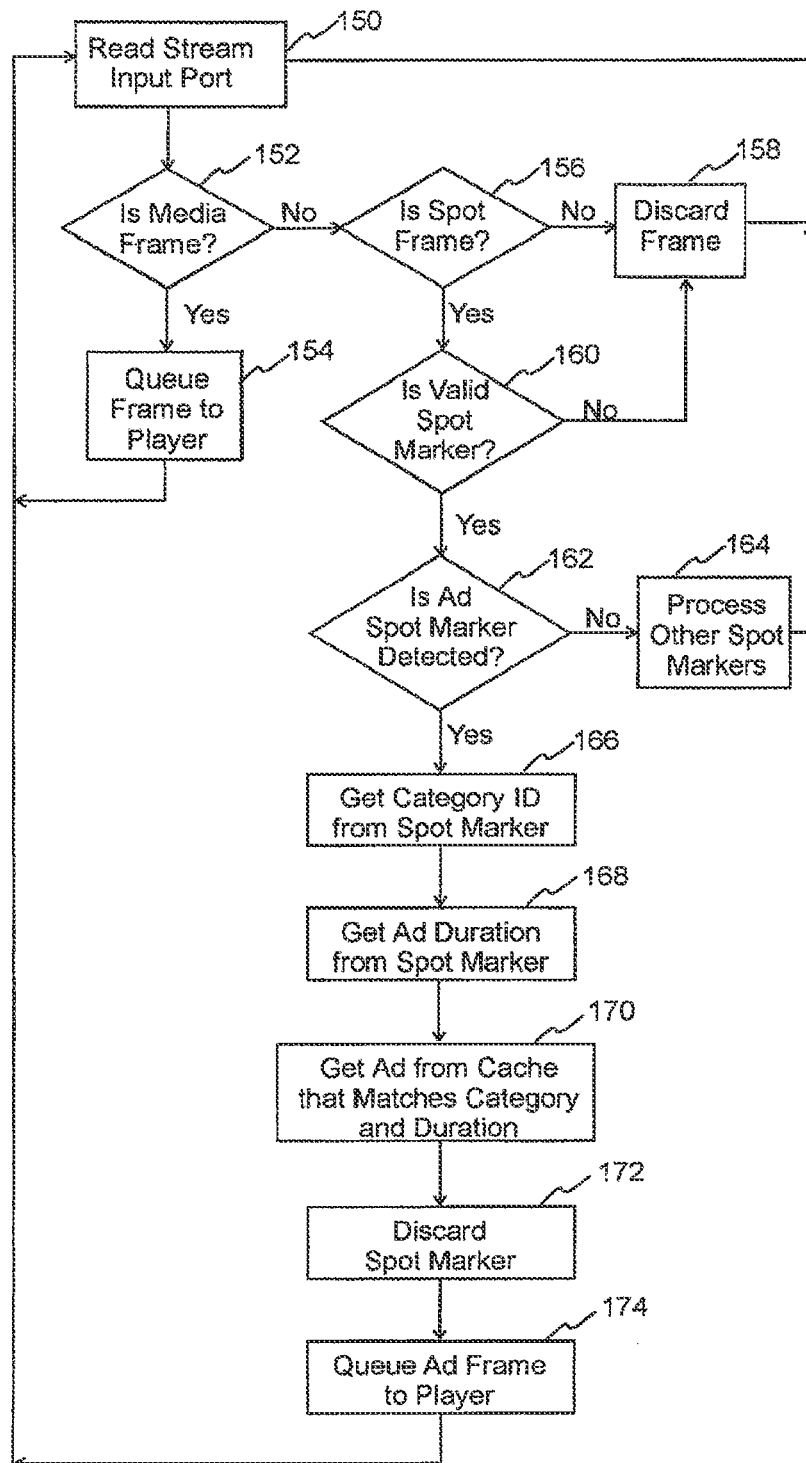 150
Read Stream
Input Port
152
Is Media
Frame?
No
156
Is Spot
Frame?
No
158
Discard
Frame
Yes
154
Queue
Frame to
Player
Yes
160
Is Valid
Spot
Marker?
No
Yes
162
Is Ad
Spot Marker
Detected?
No
164
Process
Other Spot
Markers
Yes
166
Get Category ID
from Spot Marker
168
Get Ad Duration
from Spot Marker
170
Get Ad from Cache
that Matches Category
and Duration
172
Discard
Spot Marker
174
Queue Ad Frame
to Player